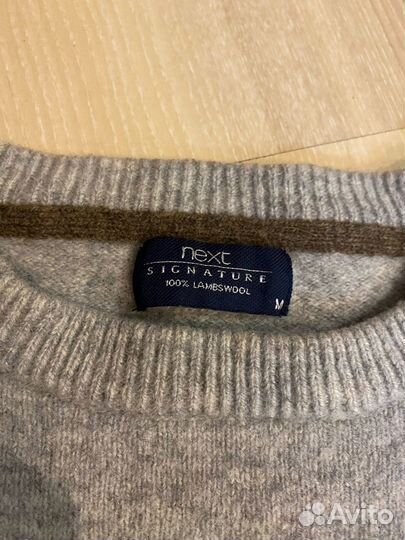 next
SIGNATURE
100% LAMBSWOOL
M
Avito